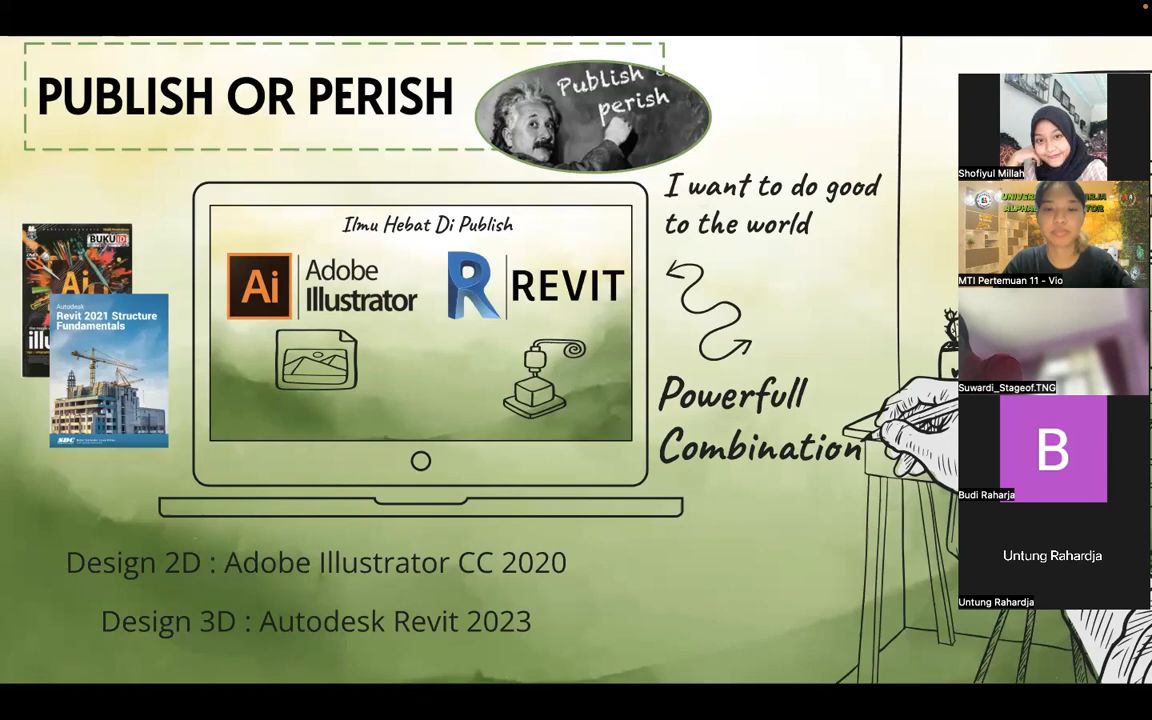 PUBLISH OR PERISH
Publish
perish
I want to do good
to the world
Ilmu Hebat Di Publish
Ai
Adobe
Illustrator
REVIT
BUKU
Ai
Autodesk
Revit 2021 Structure
Fundamentals
SDC
Powerfull
Combination
Design 2D : Adobe Illustrator CC 2020
Design 3D : Autodesk Revit 2023
Shofiyul Millah
MTI Pertemuan 11 - Vio
Suwardi_Stageof.TNG
B
Budi Raharja
Untung Rahardja
Untung Rahardja